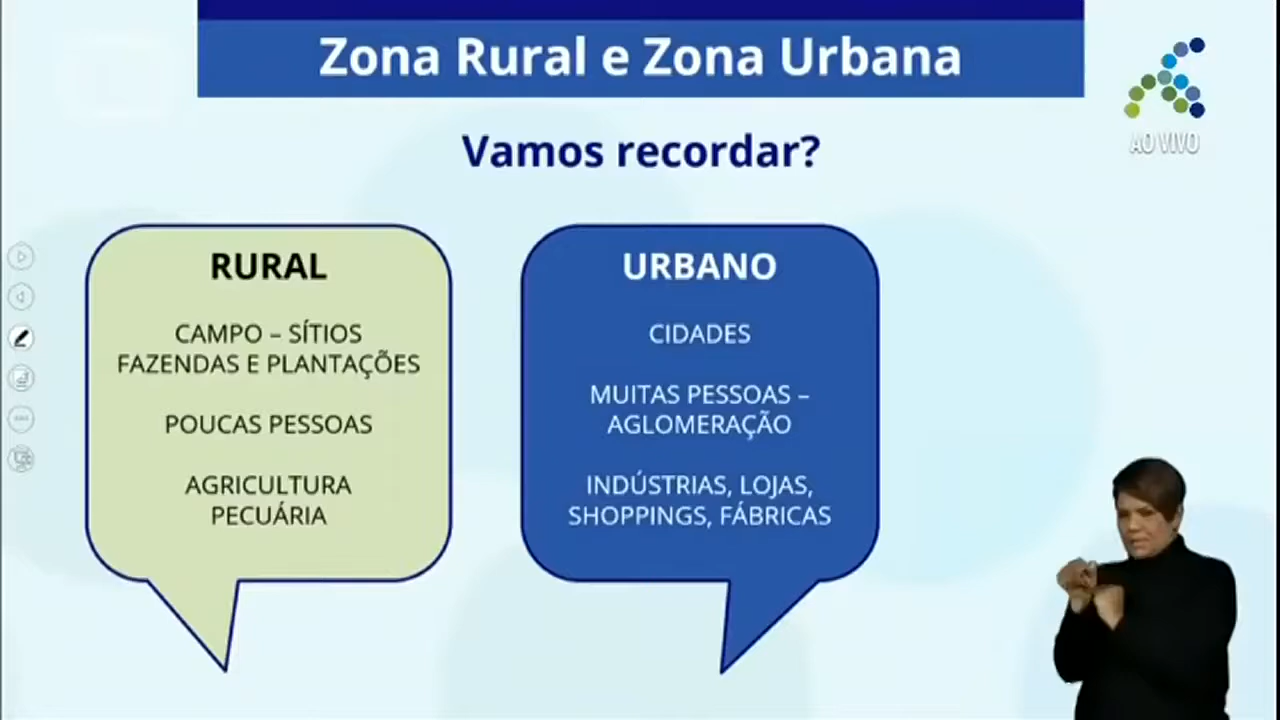 Zona Rural e Zona Urbana
AO VIVO
Vamos recordar?
RURAL
CAMPO – SÍTIOS
FAZENDAS E PLANTAÇÕES
POUCAS PESSOAS
AGRICULTURA
PECUÁRIA
URBANO
CIDADES
MUITAS PESSOAS –
AGLOMERAÇÃO
INDÚSTRIAS, LOJAS,
SHOPPINGS, FÁBRICAS